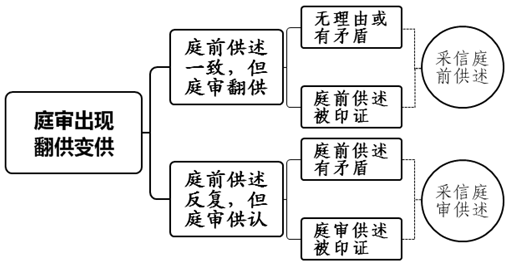 庭审出现
翻供变供
庭前供述
一致，但
庭审翻供
无理由或
有矛盾
庭前供述
被印证
采信庭
前供述
庭前供述
反复，但
庭审供认
庭前供述
有矛盾
庭审供述
被印证
采信庭
审供述